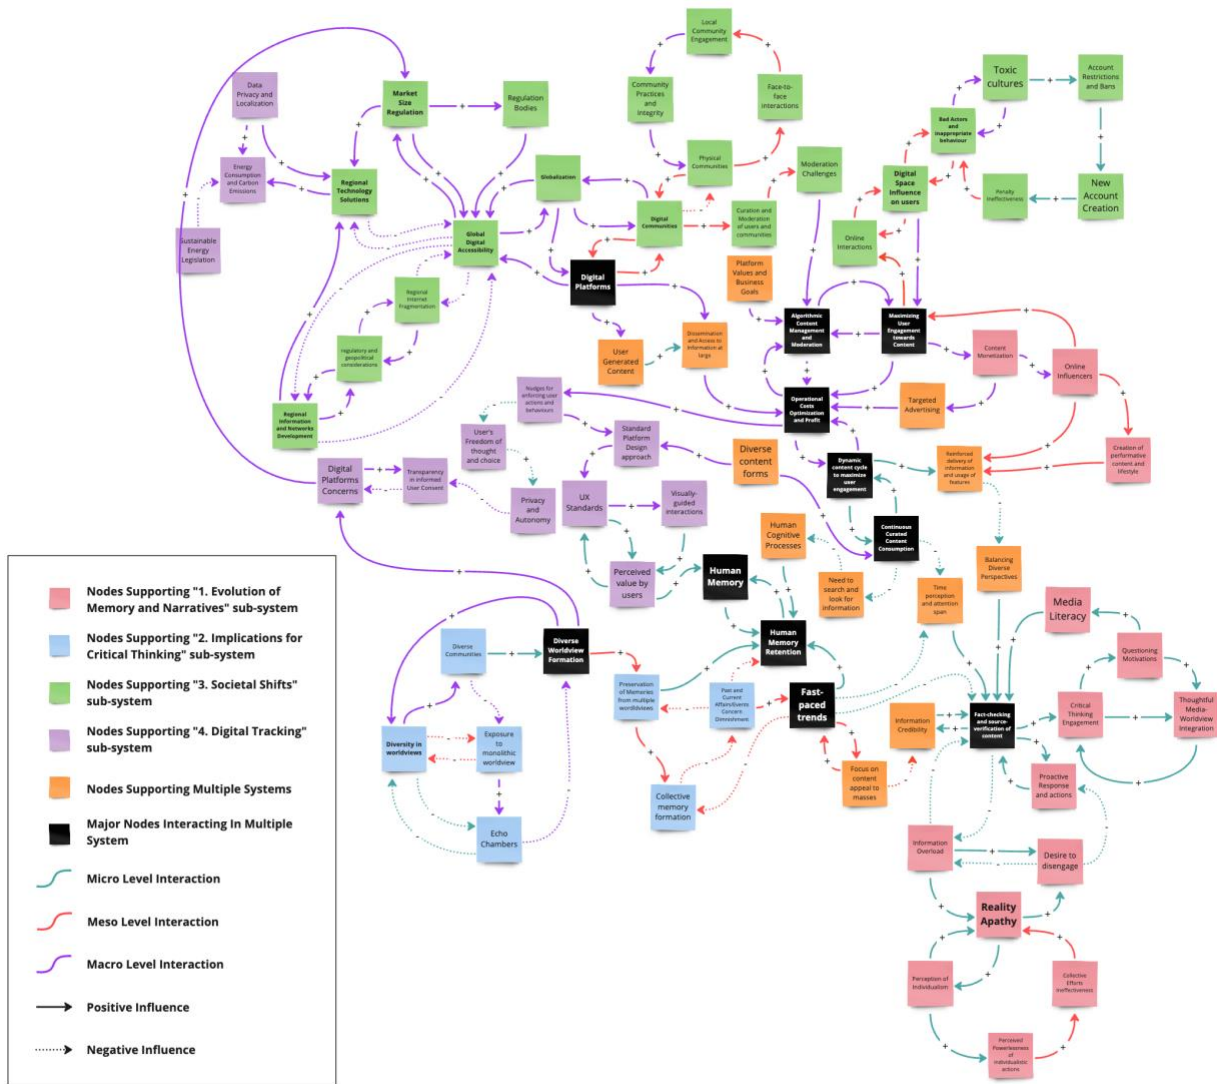 Local
Community
Engagement
Toxic
cultures
Account
Restrictions
and Bans
Data
Privacy and
Localization
Market
Size
Regulation
Regulation
Bodies
Community
Practices
and
Integrity
Face-to-
face
interactions
Bad Actors
and
inappropriate
behaviour
Energy
Consumption
and Carbon
Emissions
Regional
Technology
Solutions
Globalization
Physical
Communities
Moderation
Challenges
Digital
Space
Influence
on users
Penalty
Ineffectiveness
New
Account
Creation
Sustainable
Energy
Legislation
Global
Digital
Accessibility
Digital
Communities
Curation and
Moderation
of users and
communities
Online
Interactions
Regional
Internet
Fragmentation
Digital
Platforms
Platform
Values and
Business
Goals
regulatory and
geopolitical
considerations
User
Generated
Content
Dissemination
and Access to
Information at
large
Algorithmic
Content
Management
and
Moderation
Maximizing
User
Engagement
towards
Content
Content
Monetization
Online
Influencers
Regional
Information
and Networks
Development
Nudges for
enforcing user
actions and
behaviours
User's
Freedom of
thought
and choice
Standard
Platform
Design
approach
Operational
Costs
Optimization
and Profit
Targeted
Advertising
Diverse
content
forms
Dynamic
content cycle
to maximize
user
engagement
Reinforced
delivery of
information
and usage of
features
Creation of
performative
content and
lifestyle
Digital
Platforms
Concerns
Transparency
in informed
User Consent
Privacy
and
Autonomy
UX
Standards
Visually-
guided
interactions
Human
Cognitive
Processes
Continuous
Curated
Content
Consumption
Perceived
value by
users
Human
Memory
Need to
search and
look for
information
Time
perception
and attention
span
Balancing
Diverse
Perspectives
Media
Literacy
Diverse
Communities
Diverse
Worldview
Formation
Human
Memory
Retention
Questioning
Motivations
Preservation
of Memories
from multiple
worldviews
Past and
Current
Affairs/Events
Concern
Diminishment
Fast-
paced
trends
Information
Credibility
Fact-checking
and source-
verification of
content
Critical
Thinking
Engagement
Thoughtful
Media-
Worldview
Integration
Diversity in
worldviews
Exposure
to
monolithic
worldview
Collective
memory
formation
Focus on
content
appeal to
masses
Proactive
Response
and actions
Echo
Chambers
Information
Overload
Desire to
disengage
Reality
Apathy
Perception of
Individualism
Collective
Efforts
Ineffectiveness
Perceived
Powerlessness
of
individualistic
actions
Nodes Supporting "1. Evolution of
Memory and Narratives" sub-system
Nodes Supporting "2. Implications for
Critical Thinking" sub-system
Nodes Supporting "3. Societal Shifts"
sub-system
Nodes Supporting "4. Digital Tracking"
sub-system
Nodes Supporting Multiple Systems
Major Nodes Interacting In Multiple
System
Micro Level Interaction
Meso Level Interaction
Macro Level Interaction
Positive Influence
Negative Influence